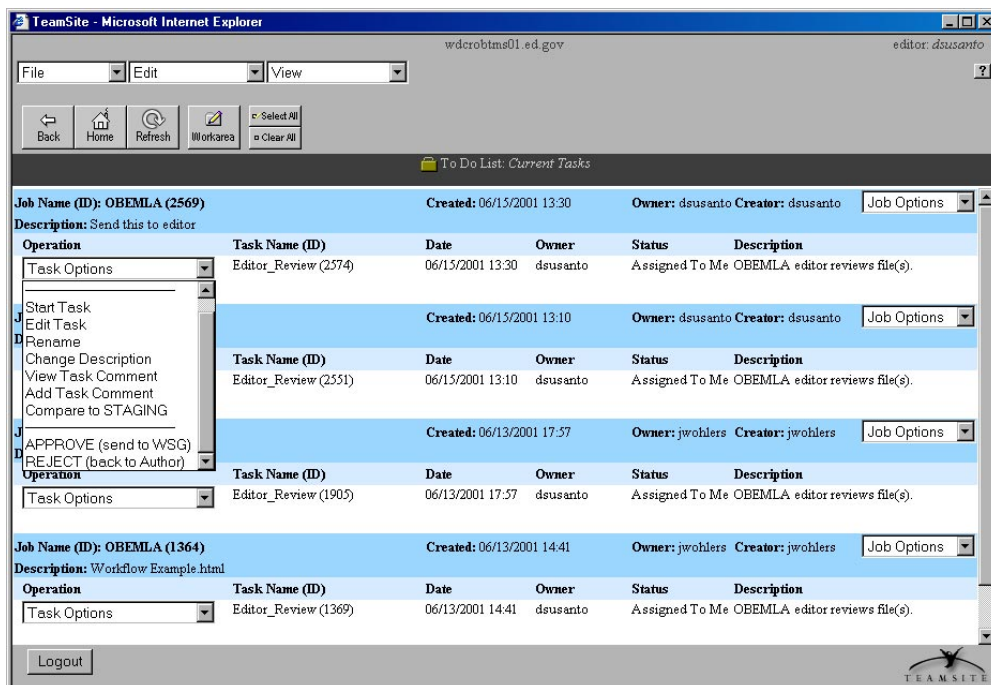 TeamSite - Microsoft Internet Explorer
wdcrobtms01.ed.gov editor: dsusanto
File Edit View ?
Back Home Refresh Workarea Select All
Clear All
To Do List: Current Tasks
Job Name (ID): OBEMLA (2569) Created: 06/15/2001 13:30 Owner: dsusanto Creator: dsusanto Job Options
Description: Send this to editor
Operation Task Name (ID) Date Owner Status Description
Task Options Editor_Review (2574) 06/15/2001 13:30 dsusanto Assigned To Me OBEMLA editor reviews file(s).
Start Task
Edit Task
Rename
Change Description
View Task Comment
Add Task Comment
Compare to STAGING
APPROVE (send to WSG)
REJECT (back to Author)
J Created: 06/15/2001 13:10 Owner: dsusanto Creator: dsusanto Job Options
D
Task Name (ID) Date Owner Status Description
Editor_Review (2551) 06/15/2001 13:10 dsusanto Assigned To Me OBEMLA editor reviews file(s).
J Created: 06/13/2001 17:57 Owner: jwohlers Creator: jwohlers Job Options
D
Operation Task Name (ID) Date Owner Status Description
Task Options Editor_Review (1905) 06/13/2001 17:57 dsusanto Assigned To Me OBEMLA editor reviews file(s).
Job Name (ID): OBEMLA (1364) Created: 06/13/2001 14:41 Owner: jwohlers Creator: jwohlers Job Options
Description: Workflow Example.html
Operation Task Name (ID) Date Owner Status Description
Task Options Editor_Review (1369) 06/13/2001 14:41 dsusanto Assigned To Me OBEMLA editor reviews file(s).
Logout
TEAMSITE